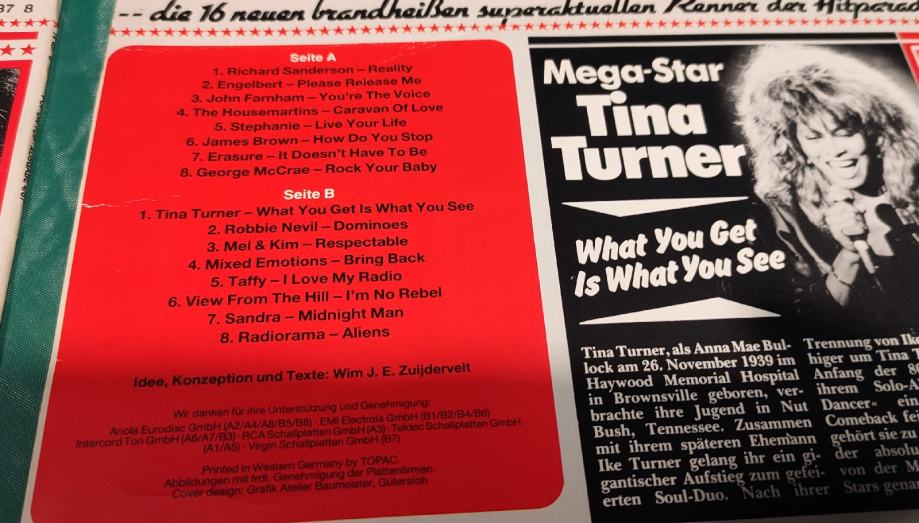 37 8
-- die 16 neuen brandheißen superaktuellen Renner der Hitparad
Seite A
1. Richard Sanderson – Reality
2. Engelbert – Please Release Me
3. John Farnham – You're The Voice
4. The Housemartins – Caravan Of Love
5. Stephanie – Live Your Life
6. James Brown – How Do You Stop
7. Erasure – It Doesn't Have To Be
8. George McCrae – Rock Your Baby
Seite B
1. Tina Turner – What You Get Is What You See
2. Robbie Nevil – Dominoes
3. Mel & Kim – Respectable
4. Mixed Emotions – Bring Back
5. Taffy – I Love My Radio
6. View From The Hill – I'm No Rebel
7. Sandra – Midnight Man
8. Radiorama – Aliens
Idee, Konzeption und Texte: Wim J. E. Zuijdervelt
Wir danken für ihre Unterstützung und Genehmigung:
Ariola Eurodisc GmbH (A2/A4/A8/B5/B8) · EMI Electrola GmbH (B1/B2/B4/B6)
Intercord Ton GmbH (A6/A7/B3) · RCA Schallplatten GmbH (A3) · Teldec Schallplatten GmbH
(A1/A5) · Virgin Schallplatten GmbH (B7)
Printed in Western Germany by TOPAC.
Abbildungen mit frdl. Genehmigung der Plattenfirmen.
Cover design: Grafik Atelier Baumeister, Gütersloh
Mega-Star
Tina
Turner
What You Get
Is What You See
Tina Turner, als Anna Mae Bul-
lock am 26. November 1939 im
Haywood Memorial Hospital
in Brownsville geboren, ver-
brachte ihre Jugend in Nut
Bush, Tennessee. Zusammen
mit ihrem späteren Ehemann
Ike Turner gelang ihr ein gi-
gantischer Aufstieg zum gefei-
erten Soul-Duo. Nach ihrer
Trennung von Ik
higer um Tina T
Anfang der 80
ihrem Solo-A
Dancer« ein
Comeback fe
gehört sie zu
der absolu
von der M
Stars gena